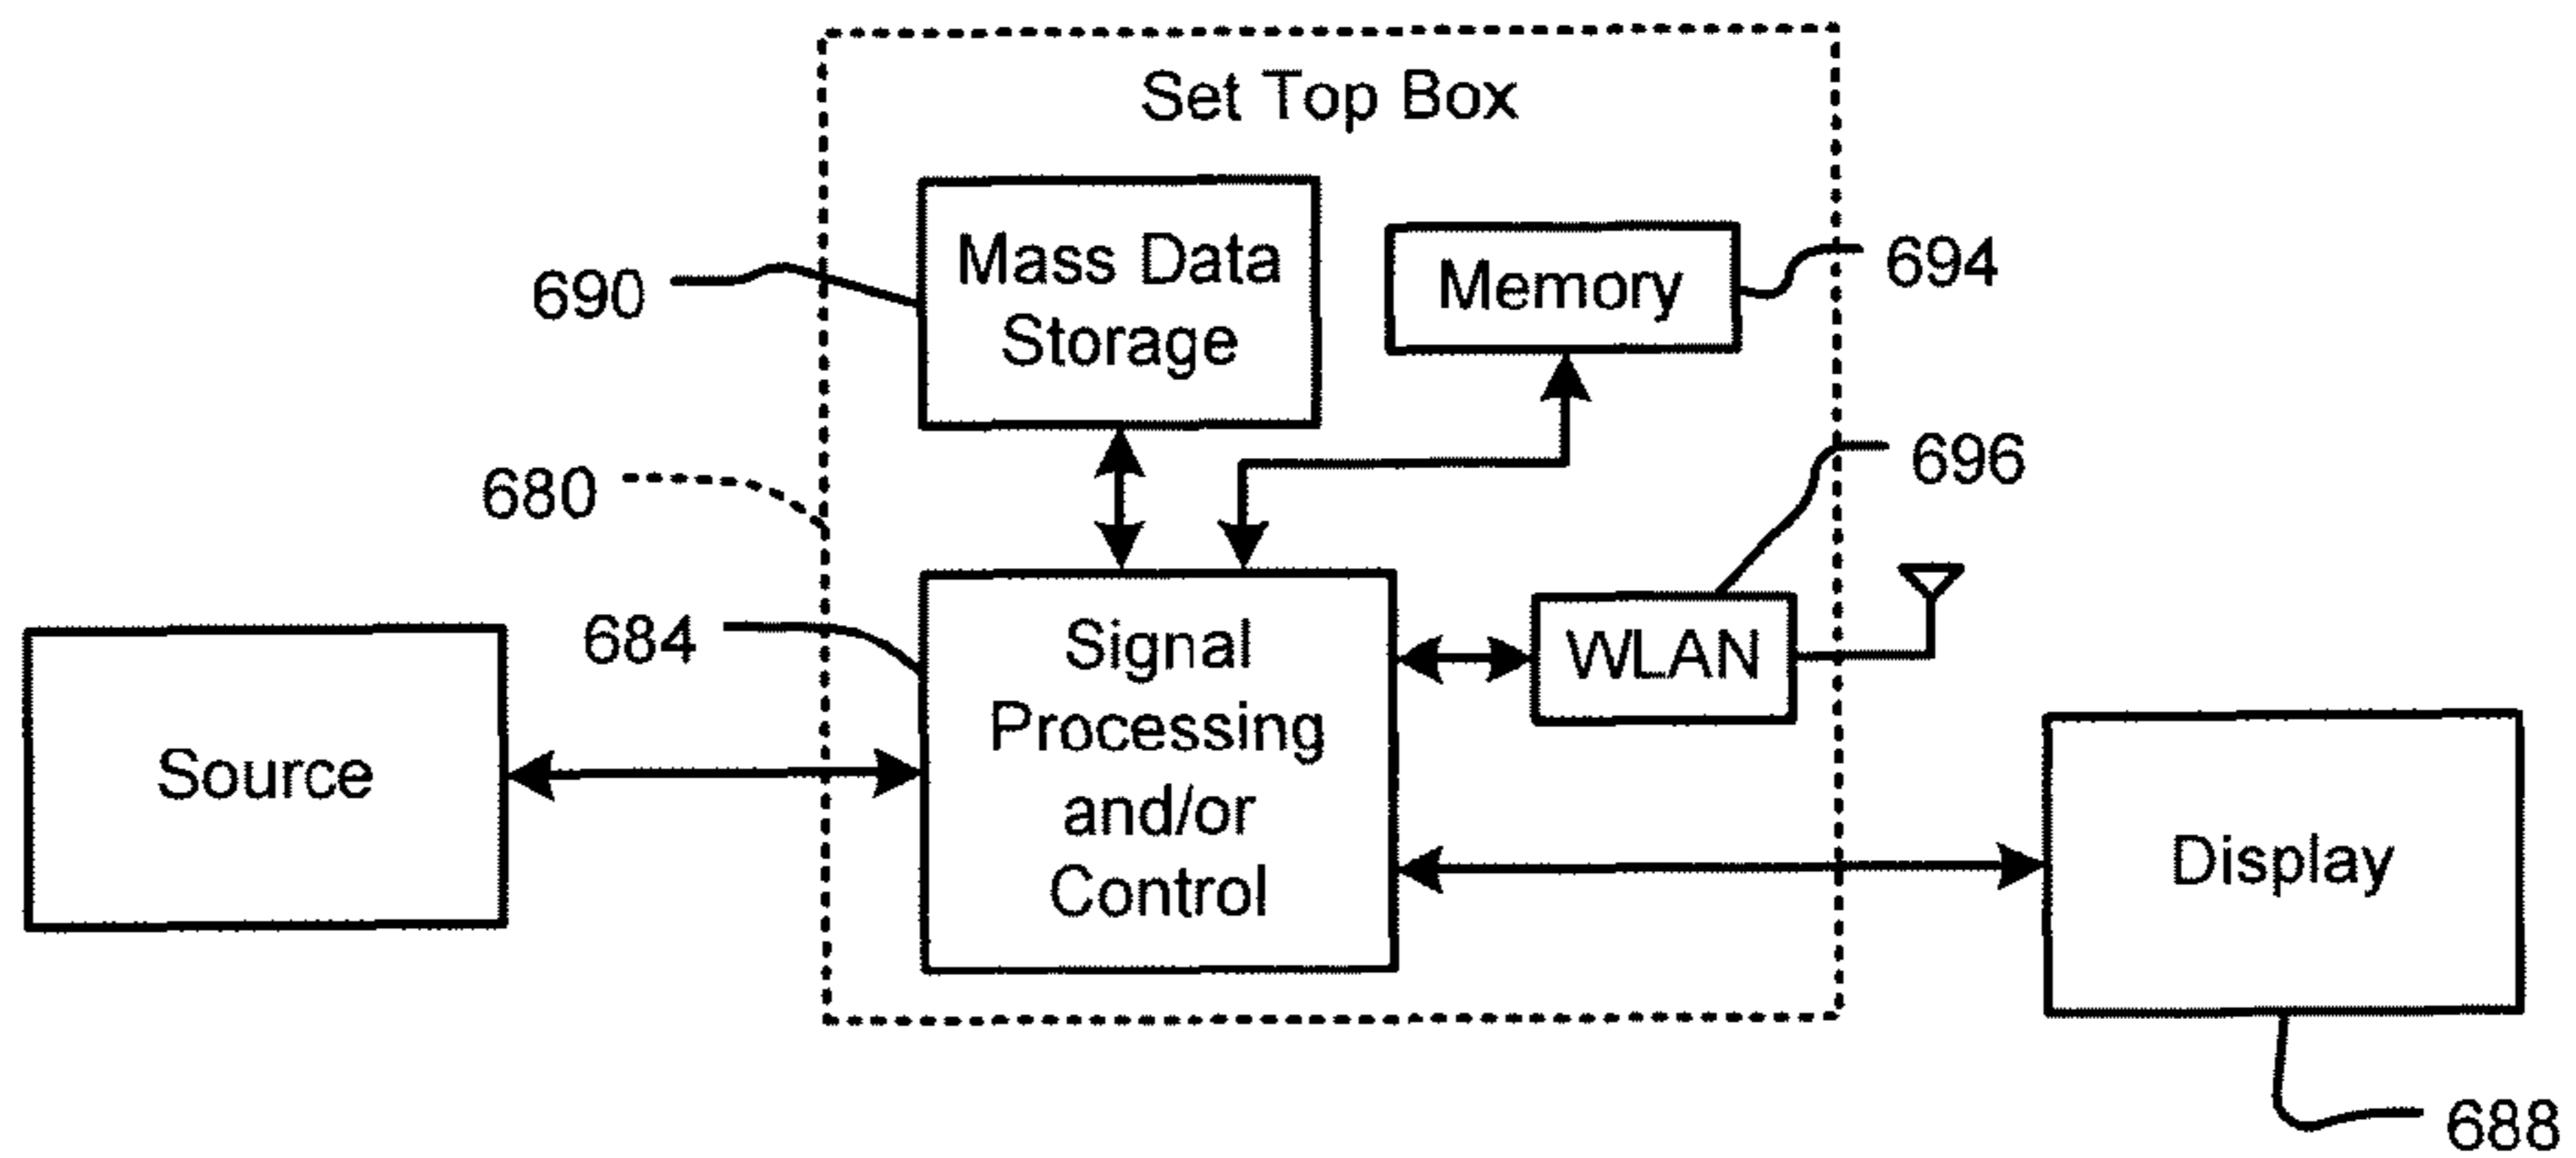 Set Top Box
Mass Data
Storage
690
Memory
694
696
680
684
Signal
Processing
and/or
Control
WLAN
Source
Display
688